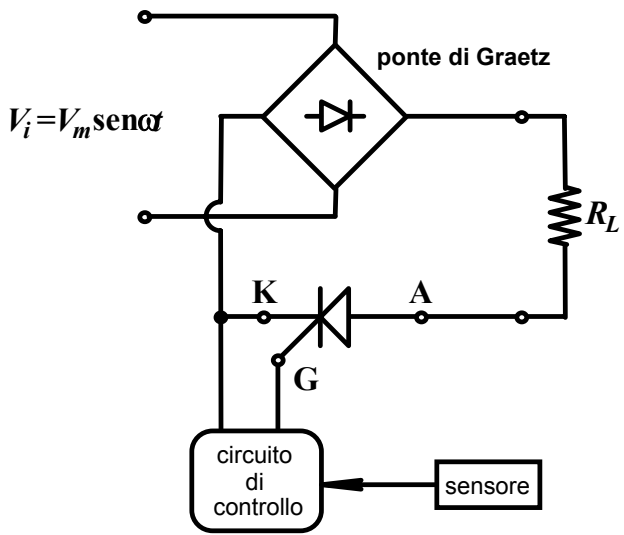 ponte di Graetz
V_i=V_m senωt
R_L
K
A
G
circuito
di
controllo
sensore